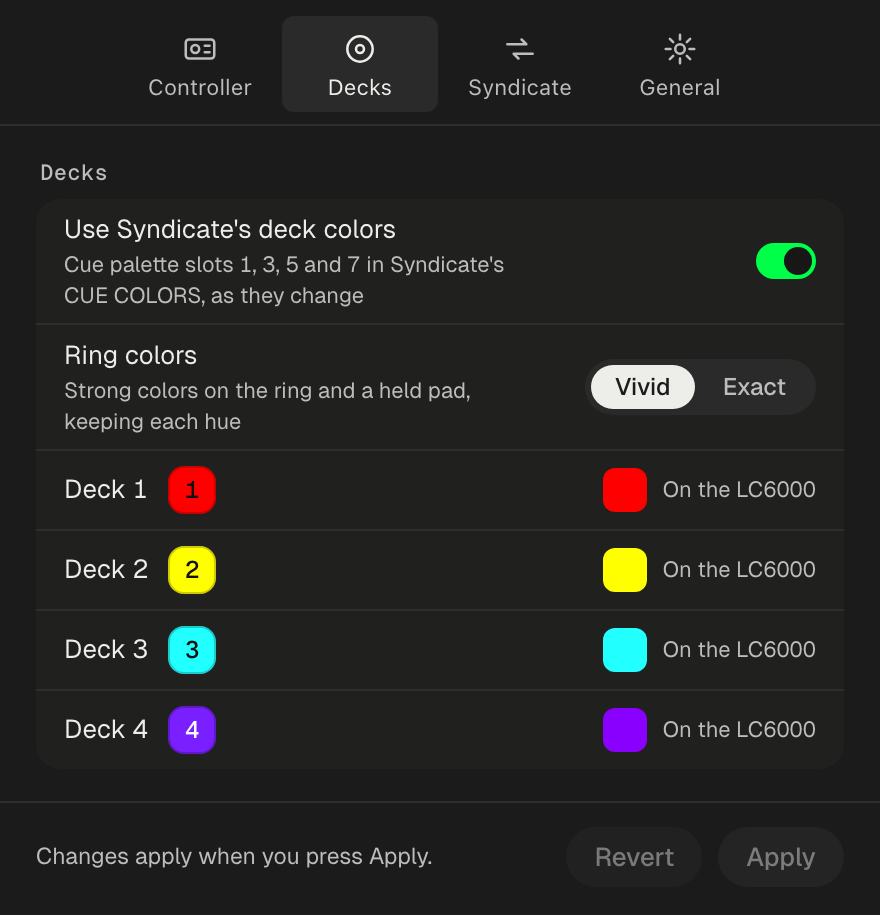 Controller
Decks
Syndicate
General
Decks
Use Syndicate's deck colors
Cue palette slots 1, 3, 5 and 7 in Syndicate's
CUE COLORS, as they change
Ring colors
Strong colors on the ring and a held pad,
keeping each hue
Vivid
Exact
Deck 1 1 On the LC6000
Deck 2 2 On the LC6000
Deck 3 3 On the LC6000
Deck 4 4 On the LC6000
Changes apply when you press Apply.
Revert
Apply